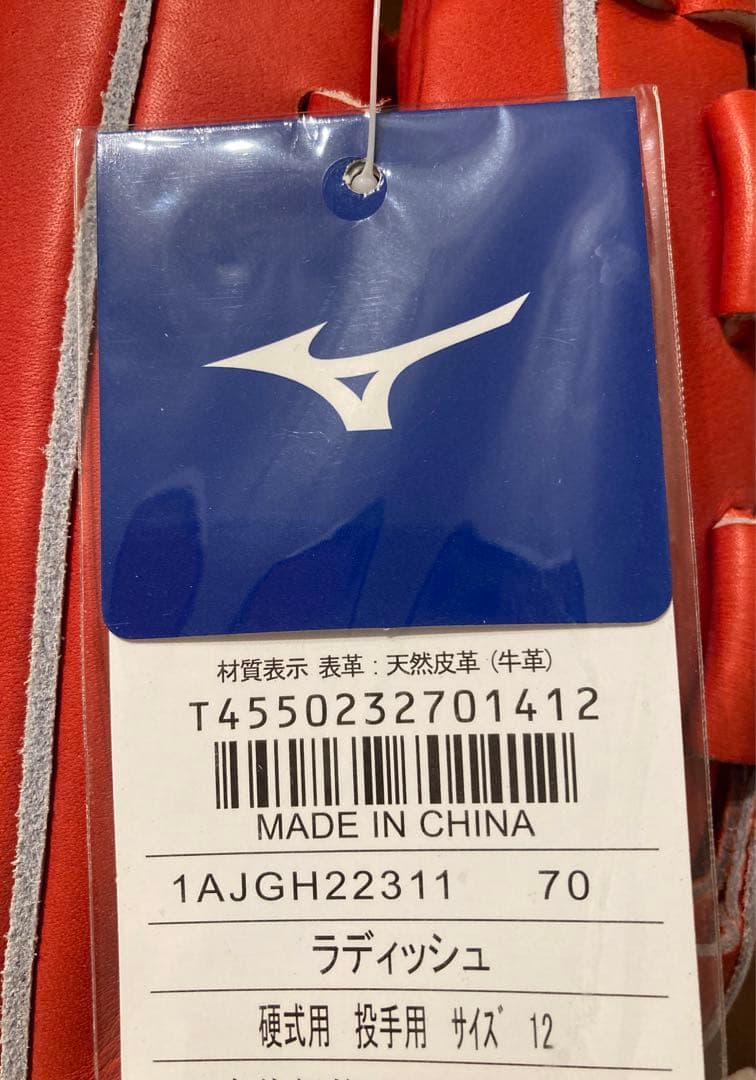 材質表示 表革:天然皮革(牛革)
T4550232701412
MADE IN CHINA
1AJGH22311 70
ラディッシュ
硬式用 投手用 サイズ 12